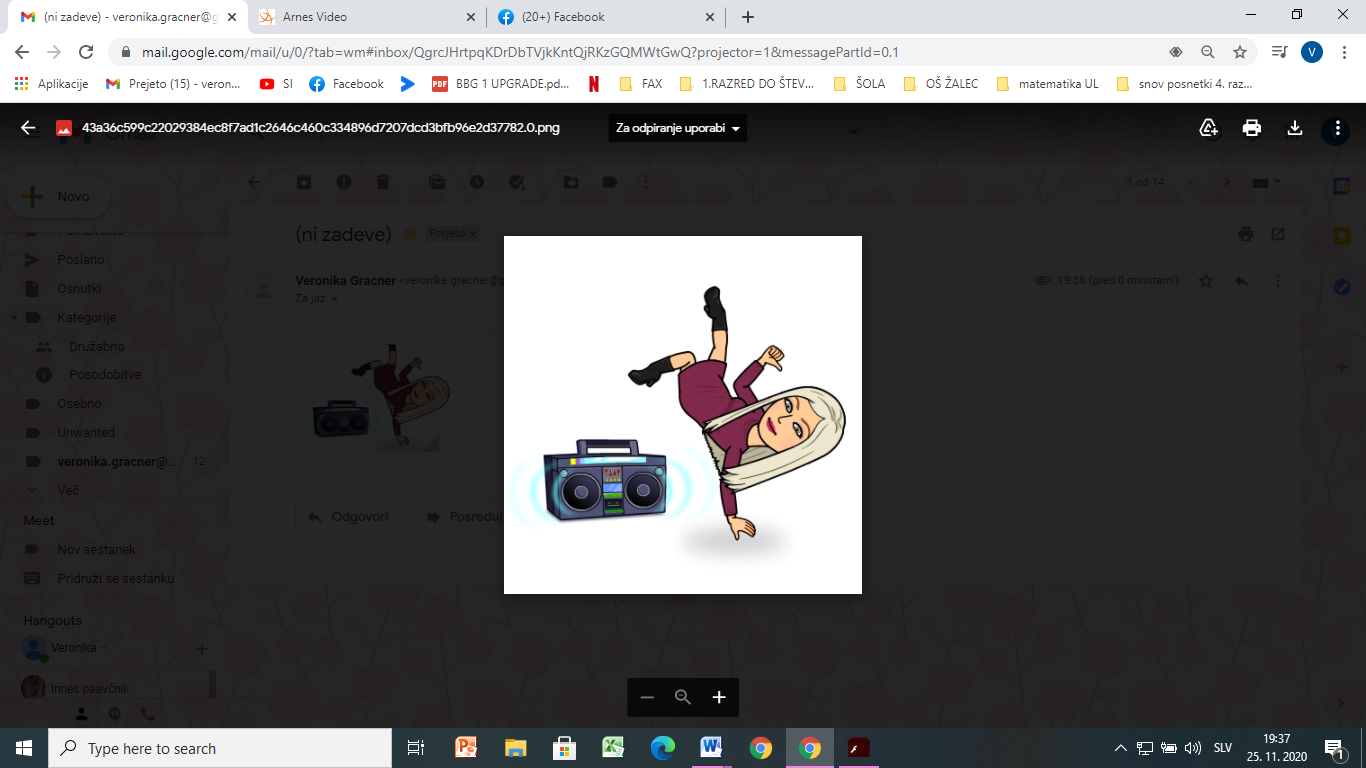 (ni zadeve) - veronika.gracner@g
Arnes Video
(20+) Facebook
mail.google.com/mail/u/0/?tab=wm#inbox/QgrcJHrtpqKDrDbTVjkKntQjRKzGQMWtGwQ?projector=1&messagePartId=0.1
V
Aplikacije
Prejeto (15) - veron...
SI
Facebook
PDF
BBG 1 UPGRADE.pd...
N
FAX
1.RAZRED DO ŠTEV...
ŠOLA
OŠ ŽALEC
matematika UL
snov posnetki 4. raz...
43a36c599c22029384ec8f7ad1c2646c460c334896d7207dcd3bfb96e2d37782.0.png
Za odpiranje uporabi
1 od 14
Novo
(ni zadeve)
Prejeto x
Poslano
Veronika Gracner <veronika.gracner@g
19:36 (pred 0 minutami)
Za jaz
Osnutki
Kategorije
Družabno
Posodobitve
Osebno
Unwanted
veronika.gracner@... 12
Več
Odgovori
Posreduj
Meet
Nov sestanek
Pridruži se sestanku
Hangouts
Veronika
Innes paavčnik
Type here to search
SLV
19:37
25. 11. 2020
1